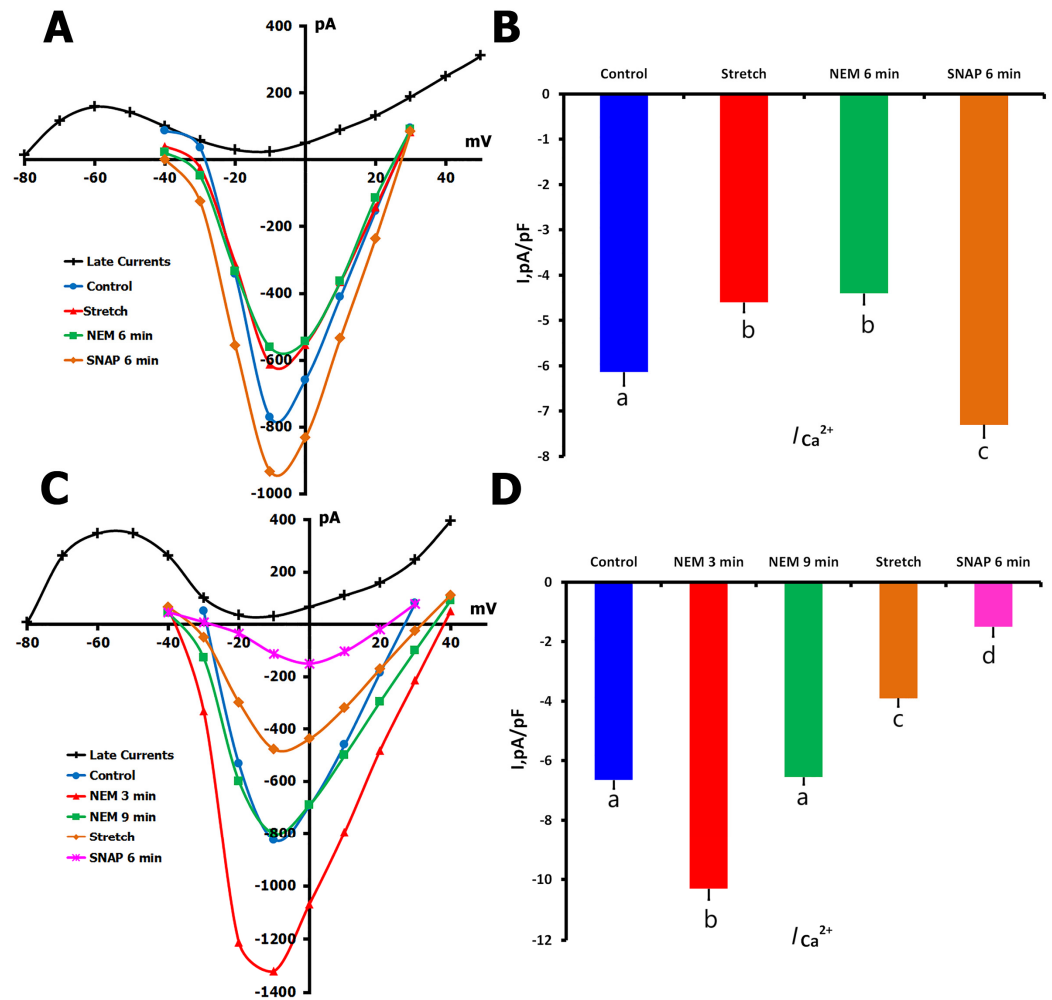 A
pA
400
200
mV
-80
-60
-40
-20
0
20
40
-200
-400
-600
-800
-1000
Late Currents
Control
Stretch
NEM 6 min
SNAP 6 min
B
Control
Stretch
NEM 6 min
SNAP 6 min
0
-1
-2
-3
-4
-5
-6
-7
-8
I,pA/pF
a
b
b
c
I Ca2+
C
pA
400
200
mV
-80
-60
-40
-20
0
20
40
-200
-400
-600
-800
-1000
-1200
-1400
Late Currents
Control
NEM 3 min
NEM 9 min
Stretch
SNAP 6 min
D
Control
NEM 3 min
NEM 9 min
Stretch
SNAP 6 min
0
-2
-4
-6
-8
-10
-12
I,pA/pF
a
b
a
c
d
I Ca2+